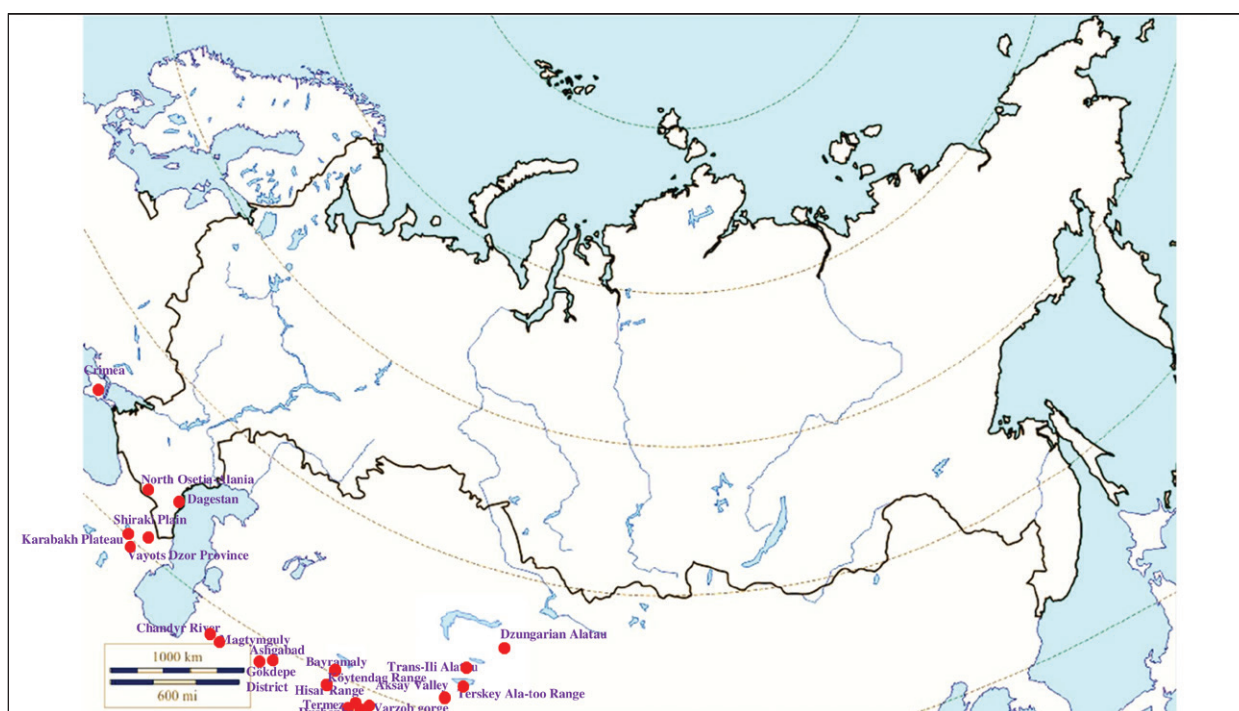 Crimea
North Osetia-Alania
Dagestan
Shiraki Plain
Karabakh Plateau
Vayots Dzor Province
Chandyr River
Magtymguly
Ashgabad
Gokdepe
District
Bayramaly
Koytendag Range
Hisar Range
Termez
Varzob gorge
Aksay Valley
Trans-Ili Alatau
Terskey Ala-too Range
Dzungarian Alatau
1000 km
600 mi